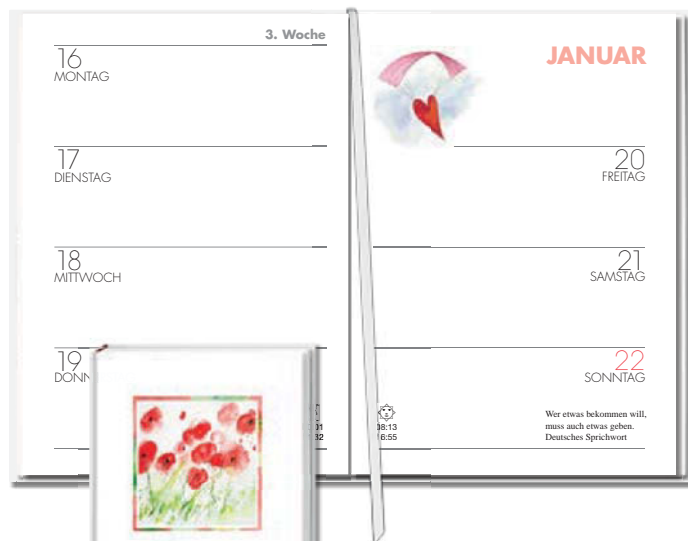 3. Woche
16
MONTAG
17
DIENSTAG
18
MITTWOCH
19
JANUAR
20
FREITAG
21
SAMSTAG
22
SONNTAG
08:13
16:55
Wer etwas bekommen will,
muss auch etwas geben.
Deutsches Sprichwort